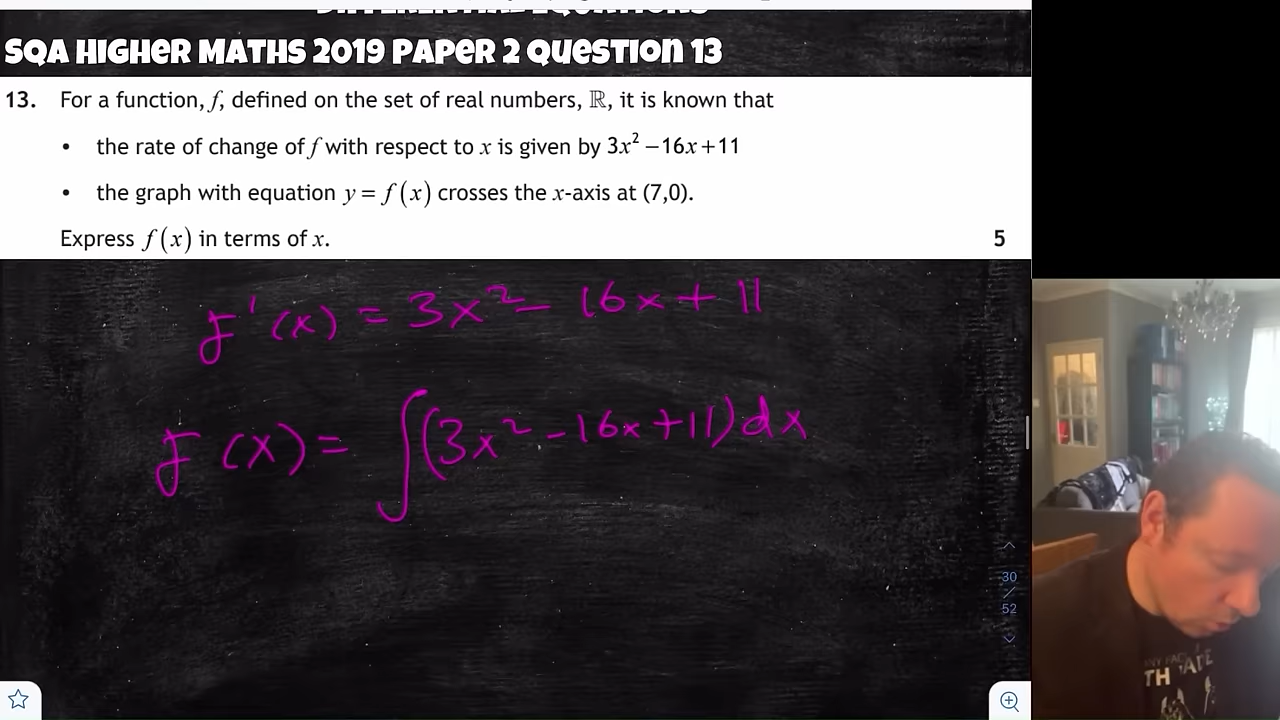 SQA HIGHER MATHS 2019 PAPER 2 QUESTION 13
13. For a function, f, defined on the set of real numbers, ℝ, it is known that
• the rate of change of f with respect to x is given by 3x² − 16x + 11
• the graph with equation y = f(x) crosses the x-axis at (7,0).
Express f(x) in terms of x. 5
f'(x) = 3x² − 16x + 11
f(x) = ∫(3x² − 16x + 11)dx
30
/
52